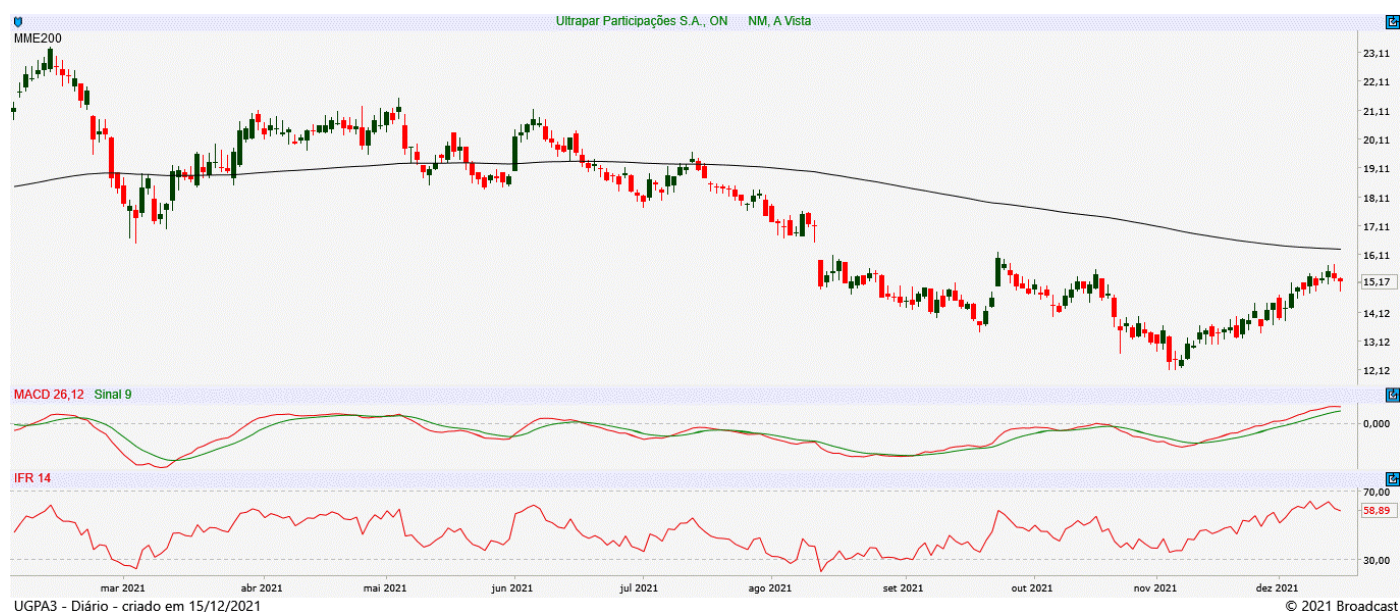 Ultrapar Participações S.A., ON NM, A Vista
MME200
23,11
22,11
21,11
20,11
19,11
18,11
17,11
16,11
15,17
14,12
13,12
12,12
MACD 26,12 Sinal 9
0,000
IFR 14
70,00
58,89
30,00
mar 2021 abr 2021 mai 2021 jun 2021 jul 2021 ago 2021 set 2021 out 2021 nov 2021 dez 2021
UGPA3 - Diário - criado em 15/12/2021 © 2021 Broadcast